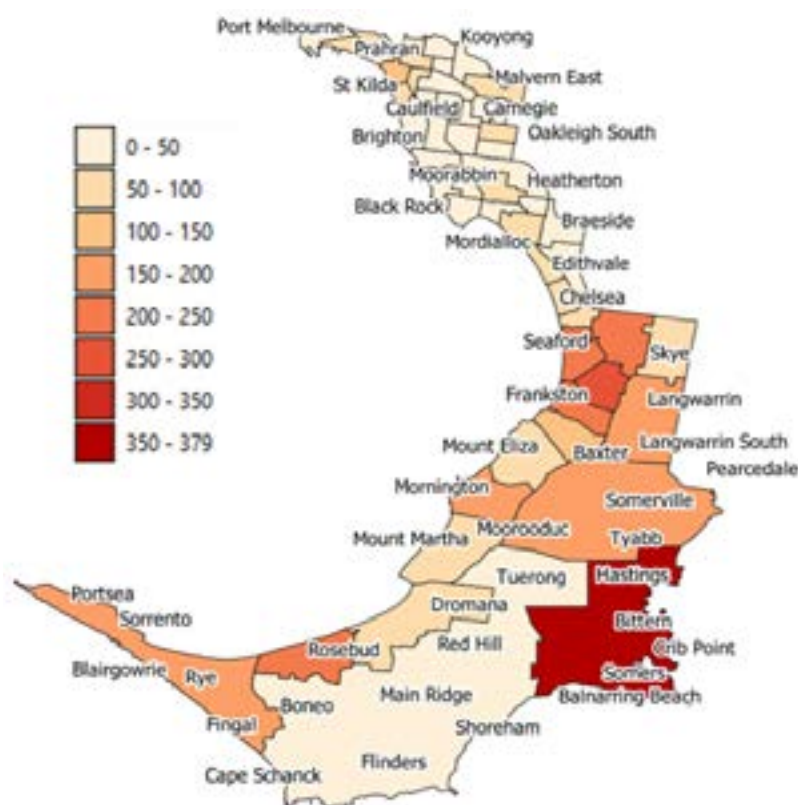 Port Melbourne
Kooyong
Prahran
Malvern East
St Kilda
Caulfield
Carnegie
Brighton
Oakleigh South
Moorabbin
Heatherton
Black Rock
Braeside
Mordialloc
Edithvale
Chelsea
Seaford
Skye
Frankston
Langwarrin
Mount Eliza
Langwarrin South
Baxter
Pearcedale
Mornington
Somerville
Mount Martha
Moorooduc
Tyabb
Tuerong
Hastings
Portsea
Sorrento
Dromana
Bittern
Rosebud
Red Hill
Crib Point
Blairgowrie
Rye
Somers
Main Ridge
Balnarring Beach
Boneo
Fingal
Shoreham
Flinders
Cape Schanck
0 - 50
50 - 100
100 - 150
150 - 200
200 - 250
250 - 300
300 - 350
350 - 379